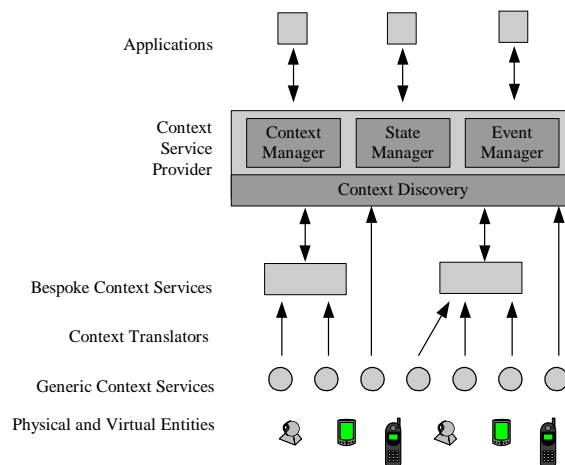 Applications
Context
Service
Provider
Context
Manager
State
Manager
Event
Manager
Context Discovery
Bespoke Context Services
Context Translators
Generic Context Services
Physical and Virtual Entities